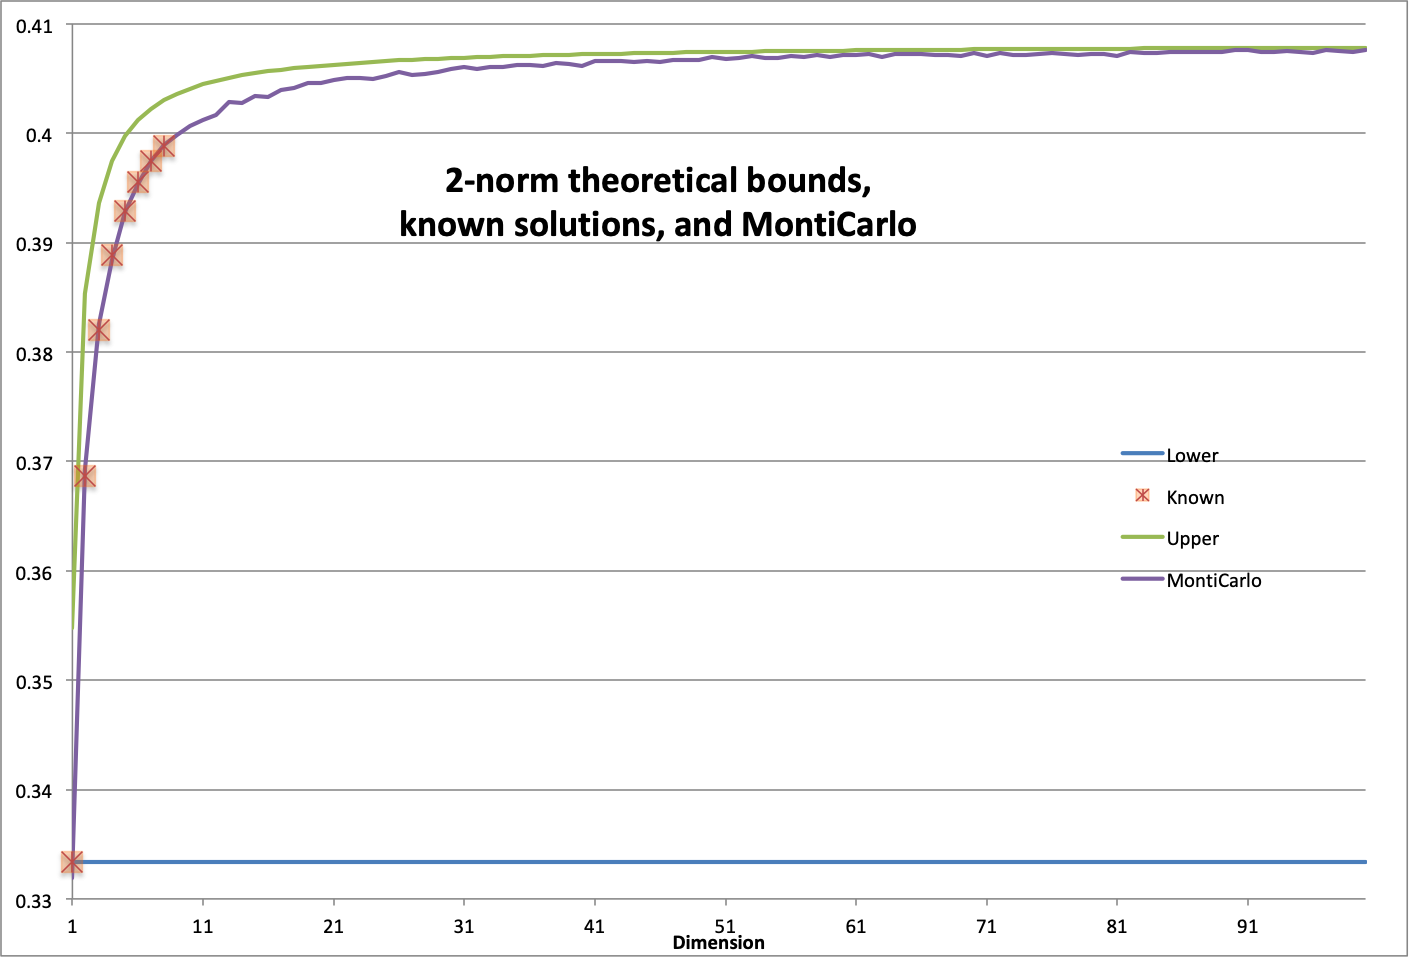 0.41
0.4
0.39
0.38
0.37
0.36
0.35
0.34
0.33
2-norm theoretical bounds,
known solutions, and MontiCarlo
Lower
Known
Upper
MontiCarlo
1 11 21 31 41 51 61 71 81 91
Dimension